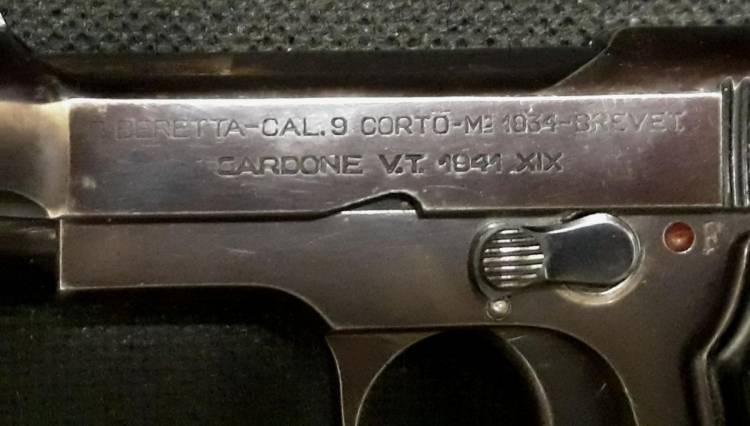 BERETTA-CAL.9 CORTO-Mº 1934-BREVET.
GARDONE V.T. 1941.XIX
F